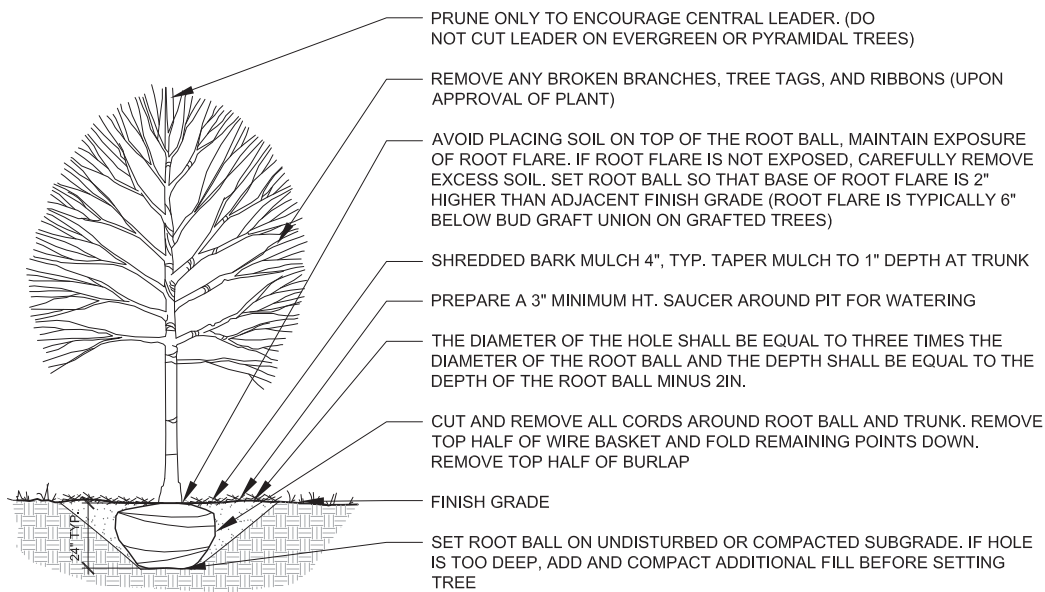 PRUNE ONLY TO ENCOURAGE CENTRAL LEADER. (DO
NOT CUT LEADER ON EVERGREEN OR PYRAMIDAL TREES)
REMOVE ANY BROKEN BRANCHES, TREE TAGS, AND RIBBONS (UPON
APPROVAL OF PLANT)
AVOID PLACING SOIL ON TOP OF THE ROOT BALL, MAINTAIN EXPOSURE
OF ROOT FLARE. IF ROOT FLARE IS NOT EXPOSED, CAREFULLY REMOVE
EXCESS SOIL. SET ROOT BALL SO THAT BASE OF ROOT FLARE IS 2"
HIGHER THAN ADJACENT FINISH GRADE (ROOT FLARE IS TYPICALLY 6"
BELOW BUD GRAFT UNION ON GRAFTED TREES)
SHREDDED BARK MULCH 4", TYP. TAPER MULCH TO 1" DEPTH AT TRUNK
PREPARE A 3" MINIMUM HT. SAUCER AROUND PIT FOR WATERING
THE DIAMETER OF THE HOLE SHALL BE EQUAL TO THREE TIMES THE
DIAMETER OF THE ROOT BALL AND THE DEPTH SHALL BE EQUAL TO THE
DEPTH OF THE ROOT BALL MINUS 2IN.
CUT AND REMOVE ALL CORDS AROUND ROOT BALL AND TRUNK. REMOVE
TOP HALF OF WIRE BASKET AND FOLD REMAINING POINTS DOWN.
REMOVE TOP HALF OF BURLAP
FINISH GRADE
24" TYP.
SET ROOT BALL ON UNDISTURBED OR COMPACTED SUBGRADE. IF HOLE
IS TOO DEEP, ADD AND COMPACT ADDITIONAL FILL BEFORE SETTING
TREE